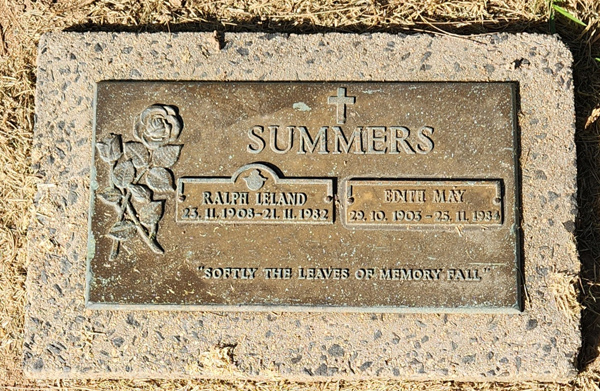 SUMMERS
RALPH LELAND
23. 11. 1908-21. 11. 1982
EDITH MAY
29. 10. 1903 - 25. 11. 1984
"SOFTLY THE LEAVES OF MEMORY FALL"